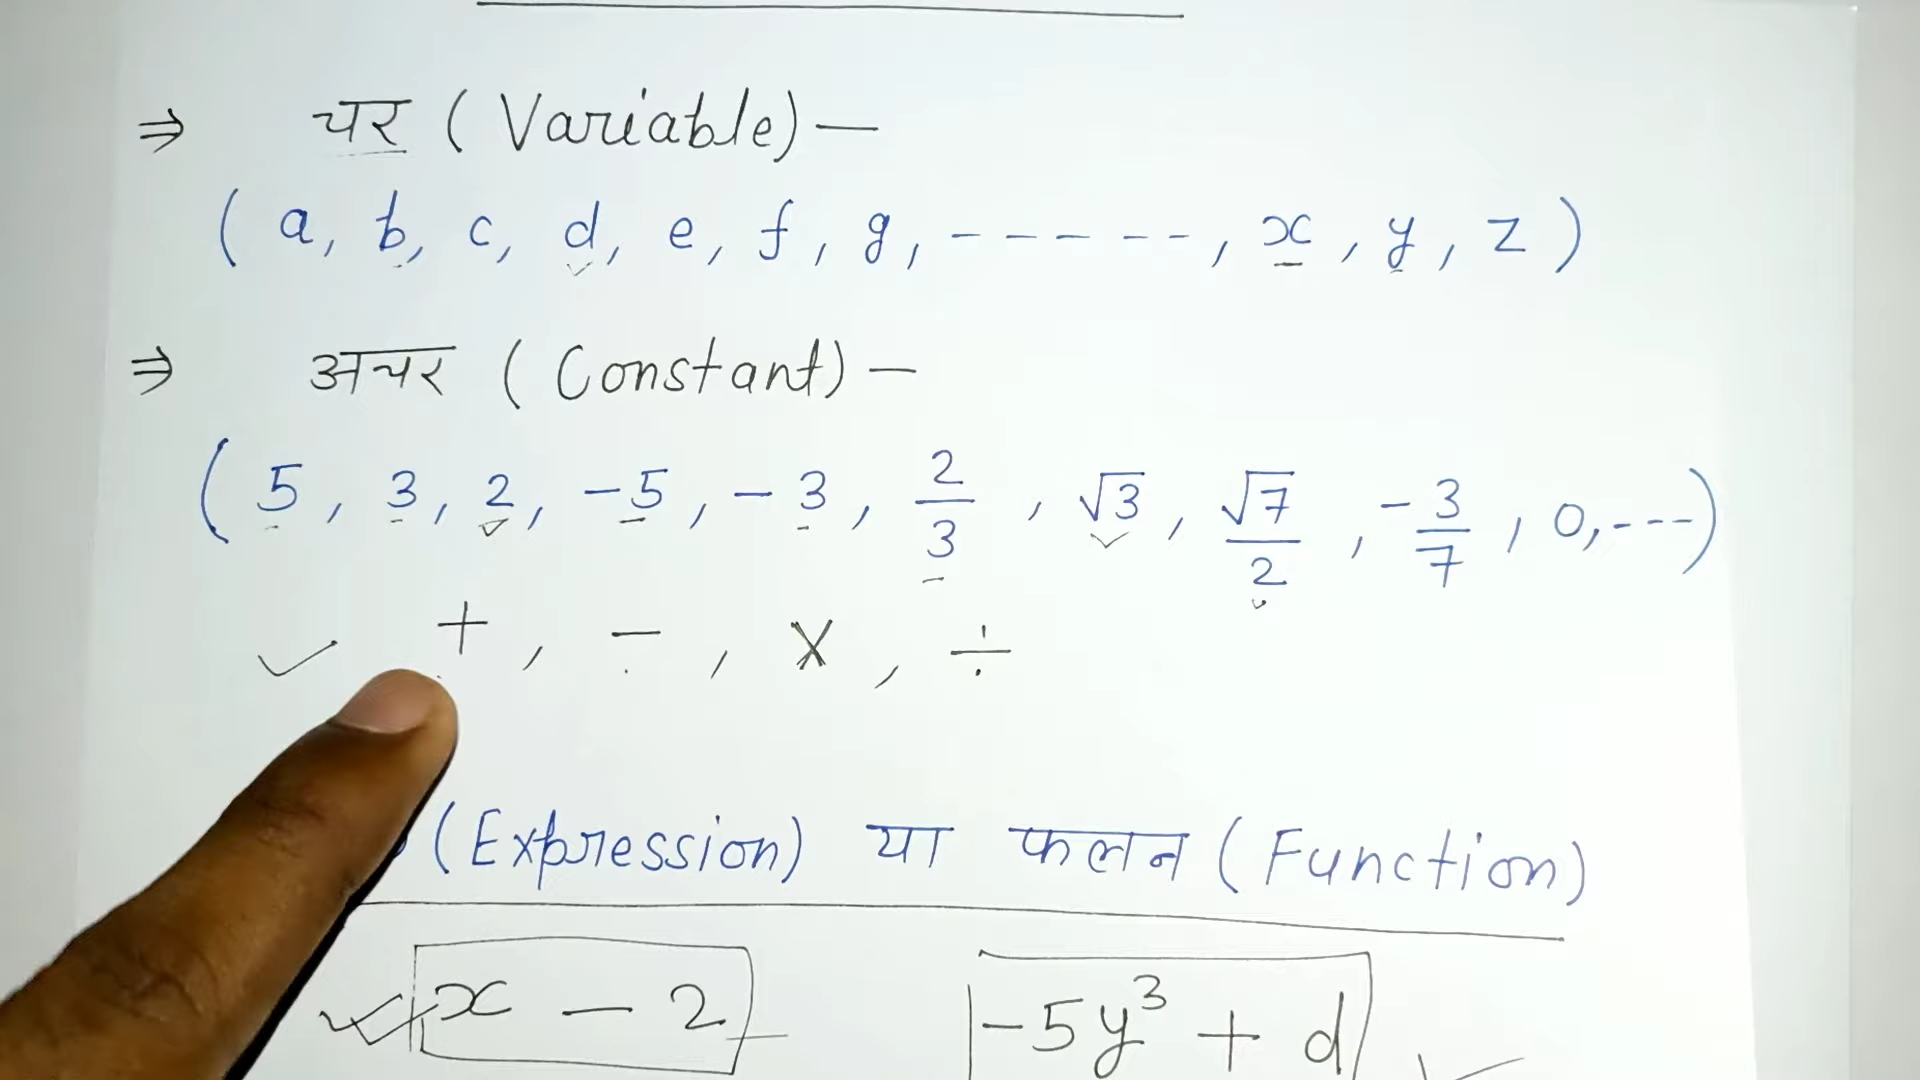 ⇒ चर (Variable) —
( a, b, c, d, e, f, g, - - - - - -, x, y, z )
⇒ अचर (Constant) —
( 5, 3, 2, -5, -3, 2/3, √3, √7/2, -3/7, 0, --- )
+, -, ×, ÷
(Expression) या फलन (Function)
x - 2
-5y³ + d